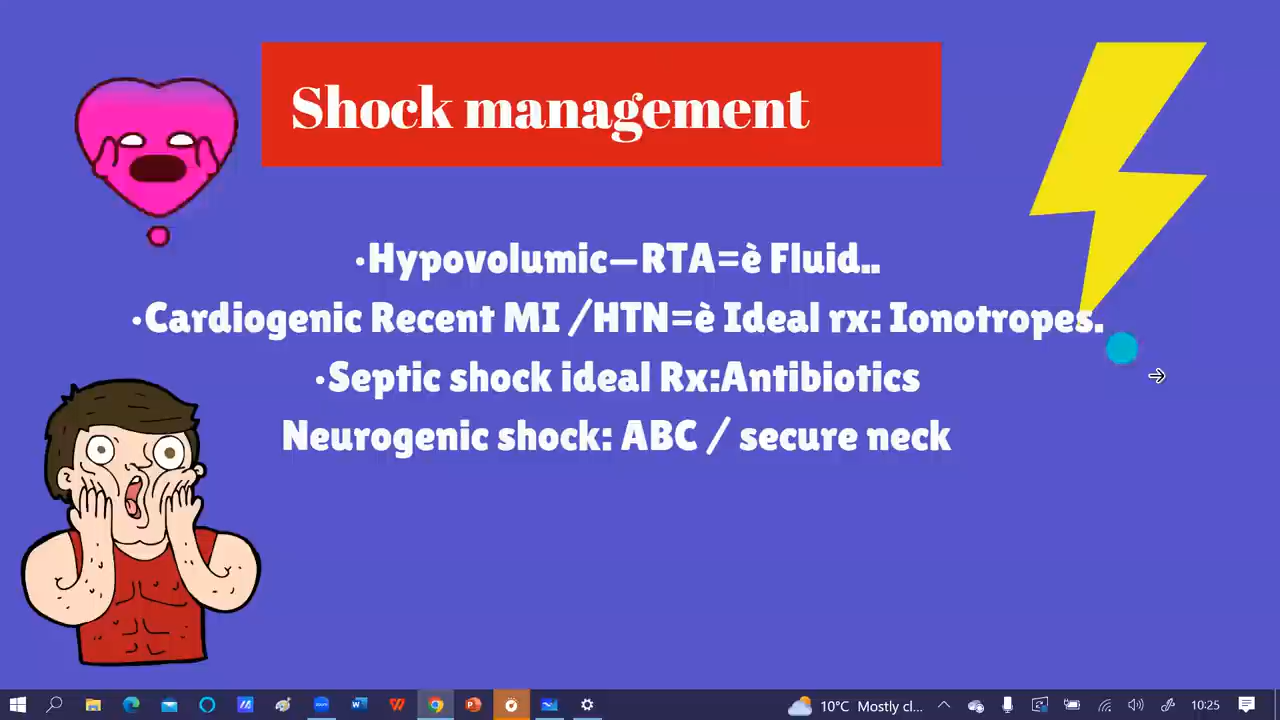 Shock management
•Hypovolumic—RTA=è Fluid..
•Cardiogenic Recent MI /HTN=è Ideal rx: Ionotropes.
•Septic shock ideal Rx:Antibiotics
Neurogenic shock: ABC / secure neck
10°C Mostly cl... 10:25